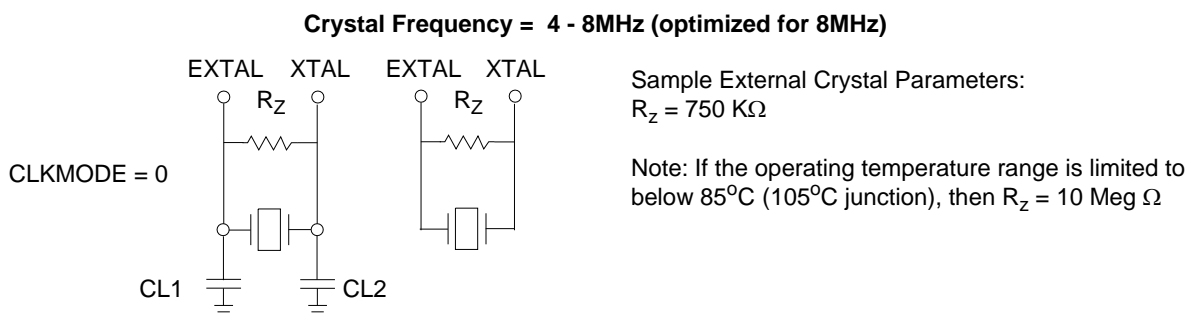 Crystal Frequency = 4 - 8MHz (optimized for 8MHz)
EXTAL XTAL EXTAL XTAL
R_Z R_Z
Sample External Crystal Parameters:
R_z = 750 KΩ
CLKMODE = 0
Note: If the operating temperature range is limited to
below 85°C (105°C junction), then R_z = 10 Meg Ω
CL1 CL2